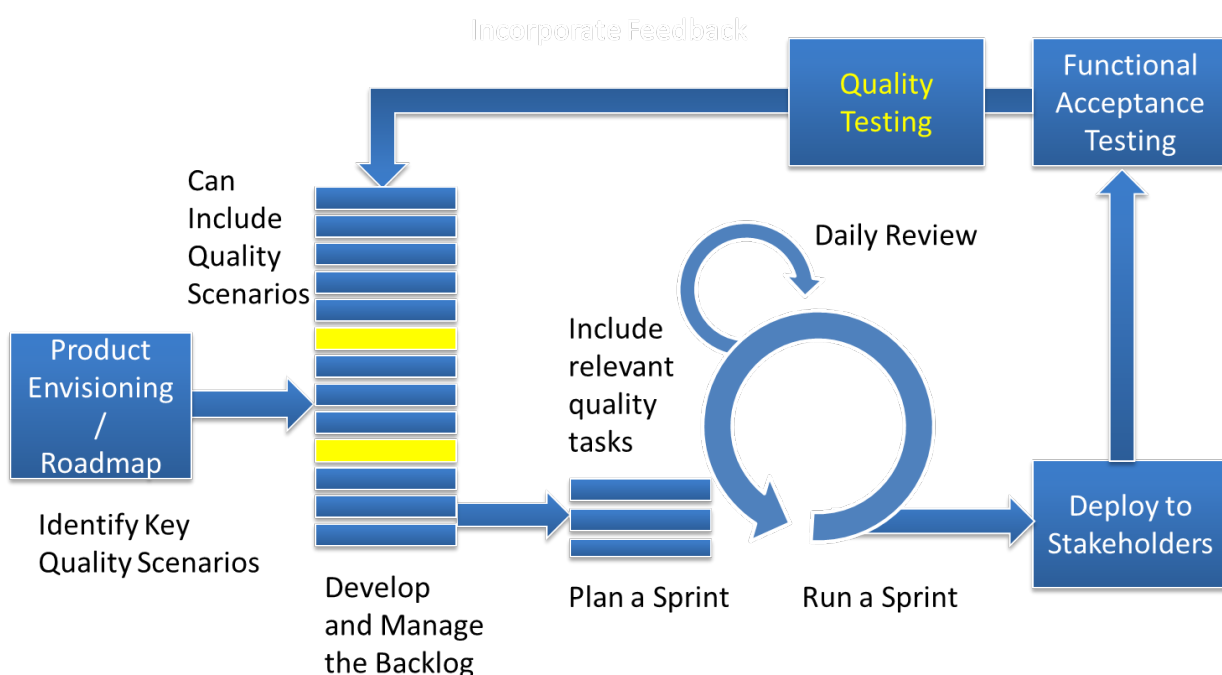 Incorporate Feedback
Quality
Testing
Functional
Acceptance
Testing
Can
Include
Quality
Scenarios
Daily Review
Include
relevant
quality
tasks
Product
Envisioning
/
Roadmap
Identify Key
Quality Scenarios
Develop
and Manage
the Backlog
Plan a Sprint
Run a Sprint
Deploy to
Stakeholders